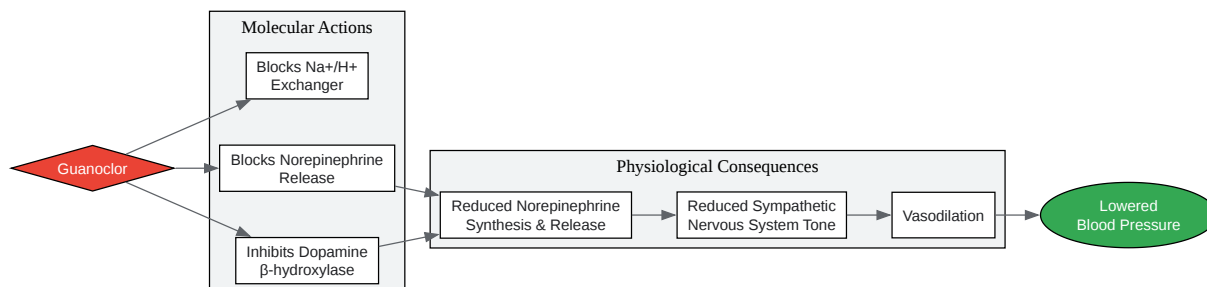 Molecular Actions
Blocks Na+/H+
Exchanger
Guanoclor
Blocks Norepinephrine
Release
Inhibits Dopamine
β-hydroxylase
Physiological Consequences
Reduced Norepinephrine
Synthesis & Release
Reduced Sympathetic
Nervous System Tone
Vasodilation
Lowered
Blood Pressure